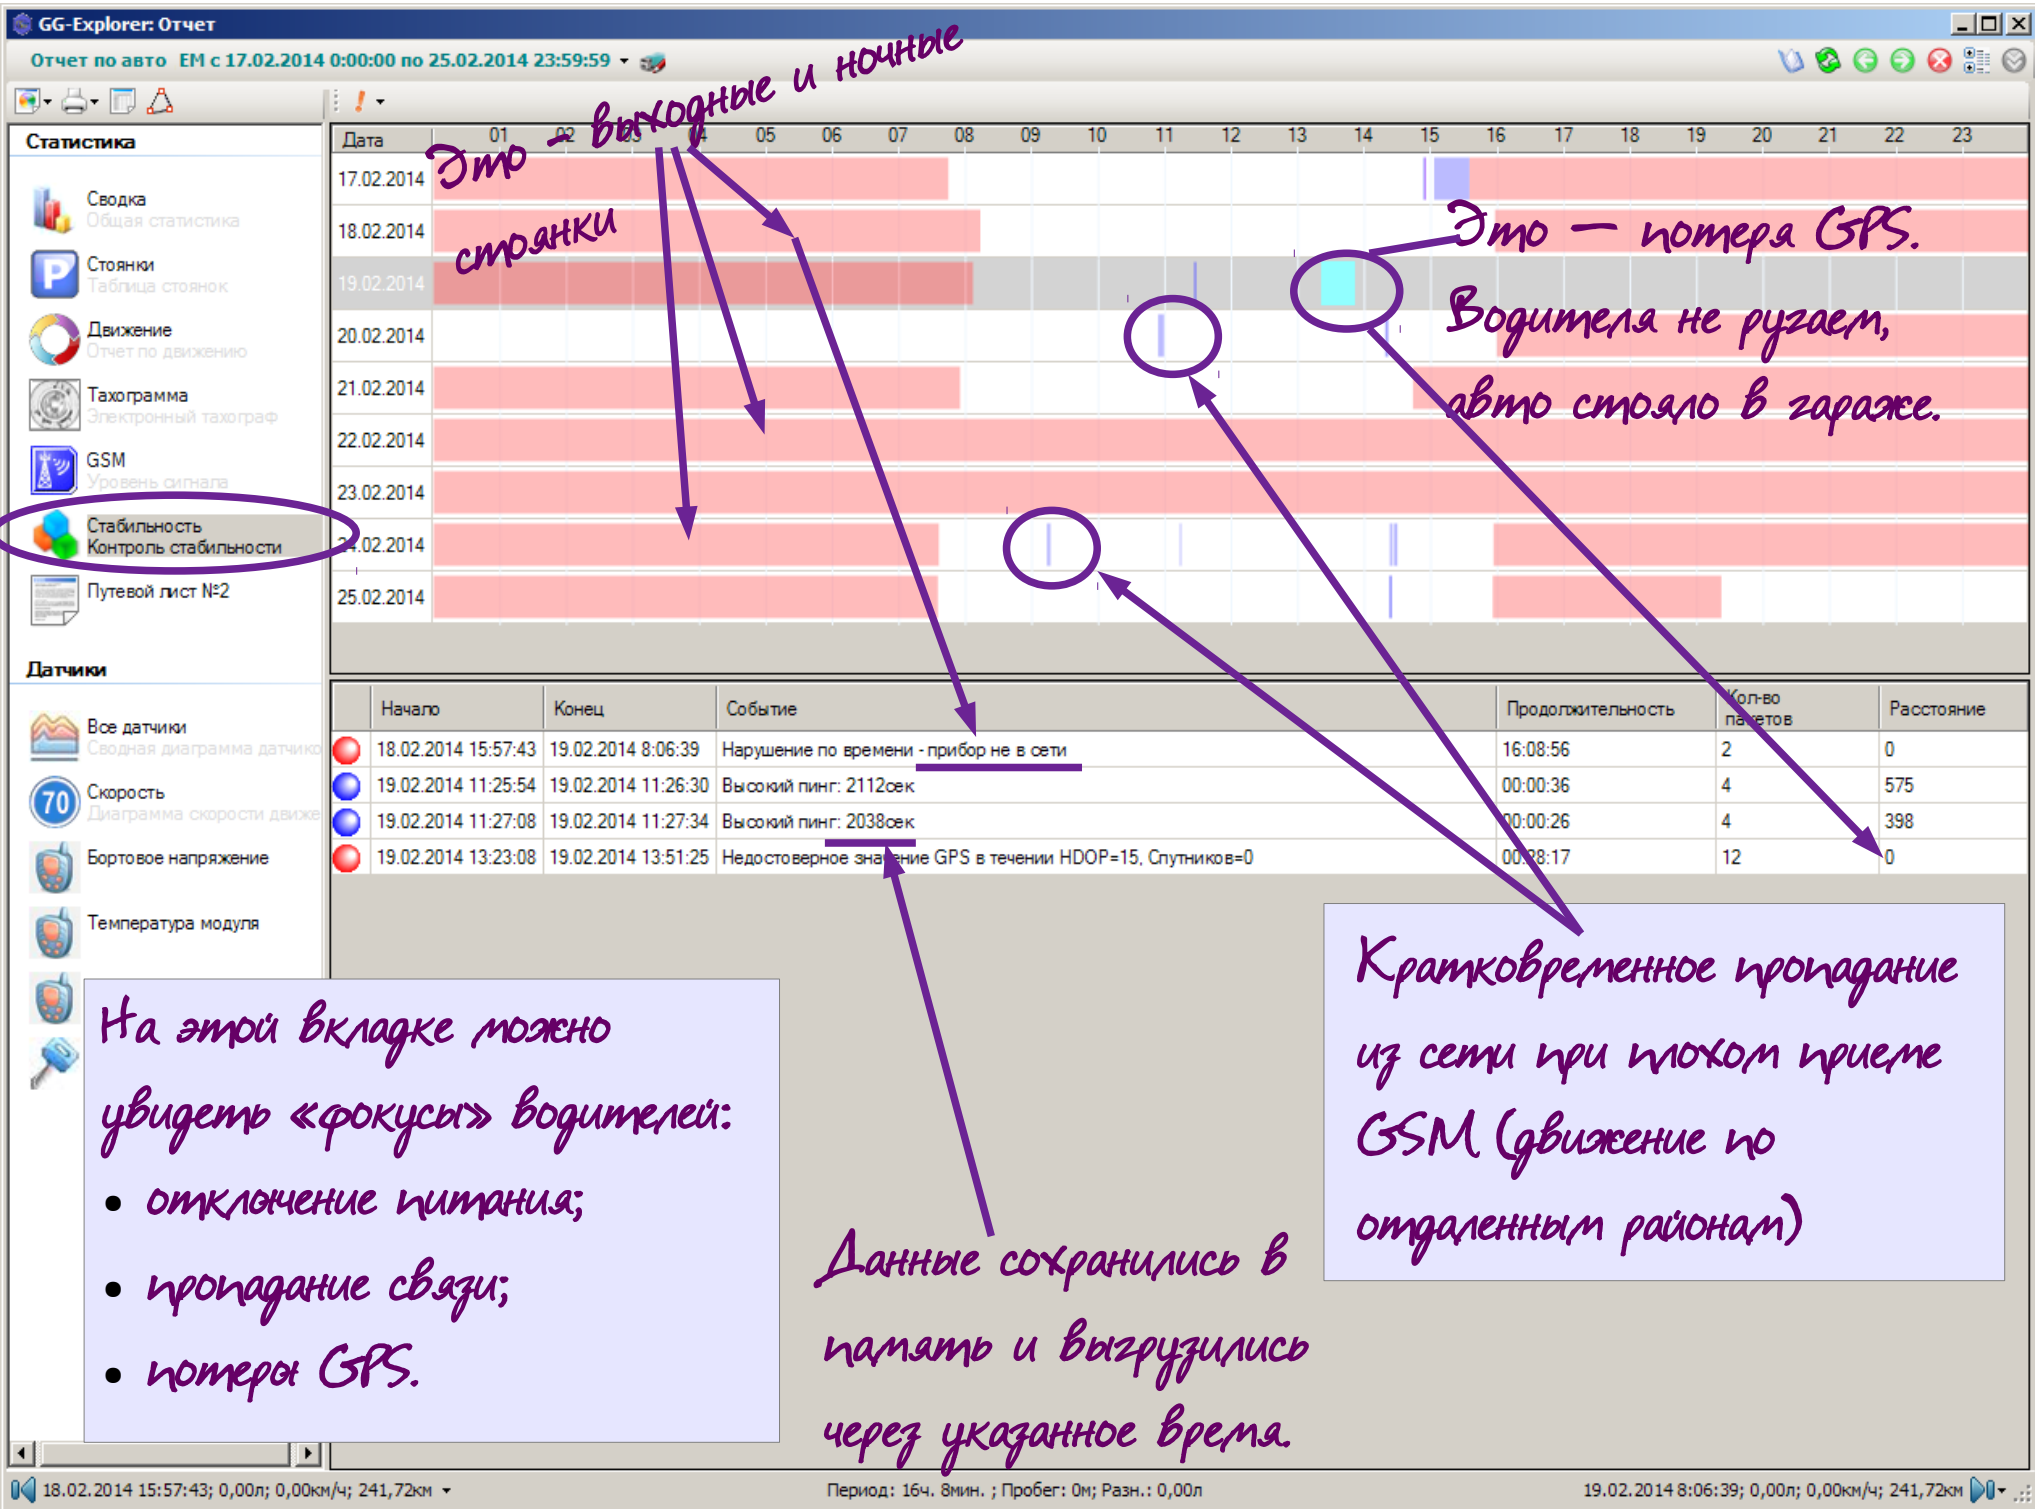 GG-Explorer: Отчет
Отчет по авто ЕМ с 17.02.2014 0:00:00 по 25.02.2014 23:59:59
Статистика
Сводка
Общая статистика
Стоянки
Таблица стоянок
Движение
Отчет по движению
Тахограмма
Электронный тахограф
GSM
Уровень сигнала
Стабильность
Контроль стабильности
Путевой лист №2
Датчики
Все датчики
Сводная диаграмма датчико
70
Скорость
Диаграмма скорости движе
Бортовое напряжение
Температура модуля
Дата 01 02 03 04 05 06 07 08 09 10 11 12 13 14 15 16 17 18 19 20 21 22 23
17.02.2014
18.02.2014
19.02.2014
20.02.2014
21.02.2014
22.02.2014
23.02.2014
24.02.2014
25.02.2014
Это - выходные и ночные
стоянки
Это — потеря GPS.
Водителя не ругаем,
авто стояло в гараже.
Начало Конец Событие Продолжительность Кол-во пакетов Расстояние
18.02.2014 15:57:43 19.02.2014 8:06:39 Нарушение по времени - прибор не в сети 16:08:56 2 0
19.02.2014 11:25:54 19.02.2014 11:26:30 Высокий пинг: 2112сек 00:00:36 4 575
19.02.2014 11:27:08 19.02.2014 11:27:34 Высокий пинг: 2038сек 00:00:26 4 398
19.02.2014 13:23:08 19.02.2014 13:51:25 Недостоверное значение GPS в течении HDOP=15, Спутников=0 00:28:17 12 0
На этой вкладке можно
увидеть «фокусы» водителей:
• отключение питания;
• пропадание связи;
• потеры GPS.
Данные сохранились в
память и выгрузились
через указанное время.
Кратковременное пропадание
из сети при плохом приеме
GSM (движение по
отдаленным районам)
18.02.2014 15:57:43; 0,00л; 0,00км/ч; 241,72км
Период: 16ч. 8мин. ; Пробег: 0м; Разн.: 0,00л
19.02.2014 8:06:39; 0,00л; 0,00км/ч; 241,72км